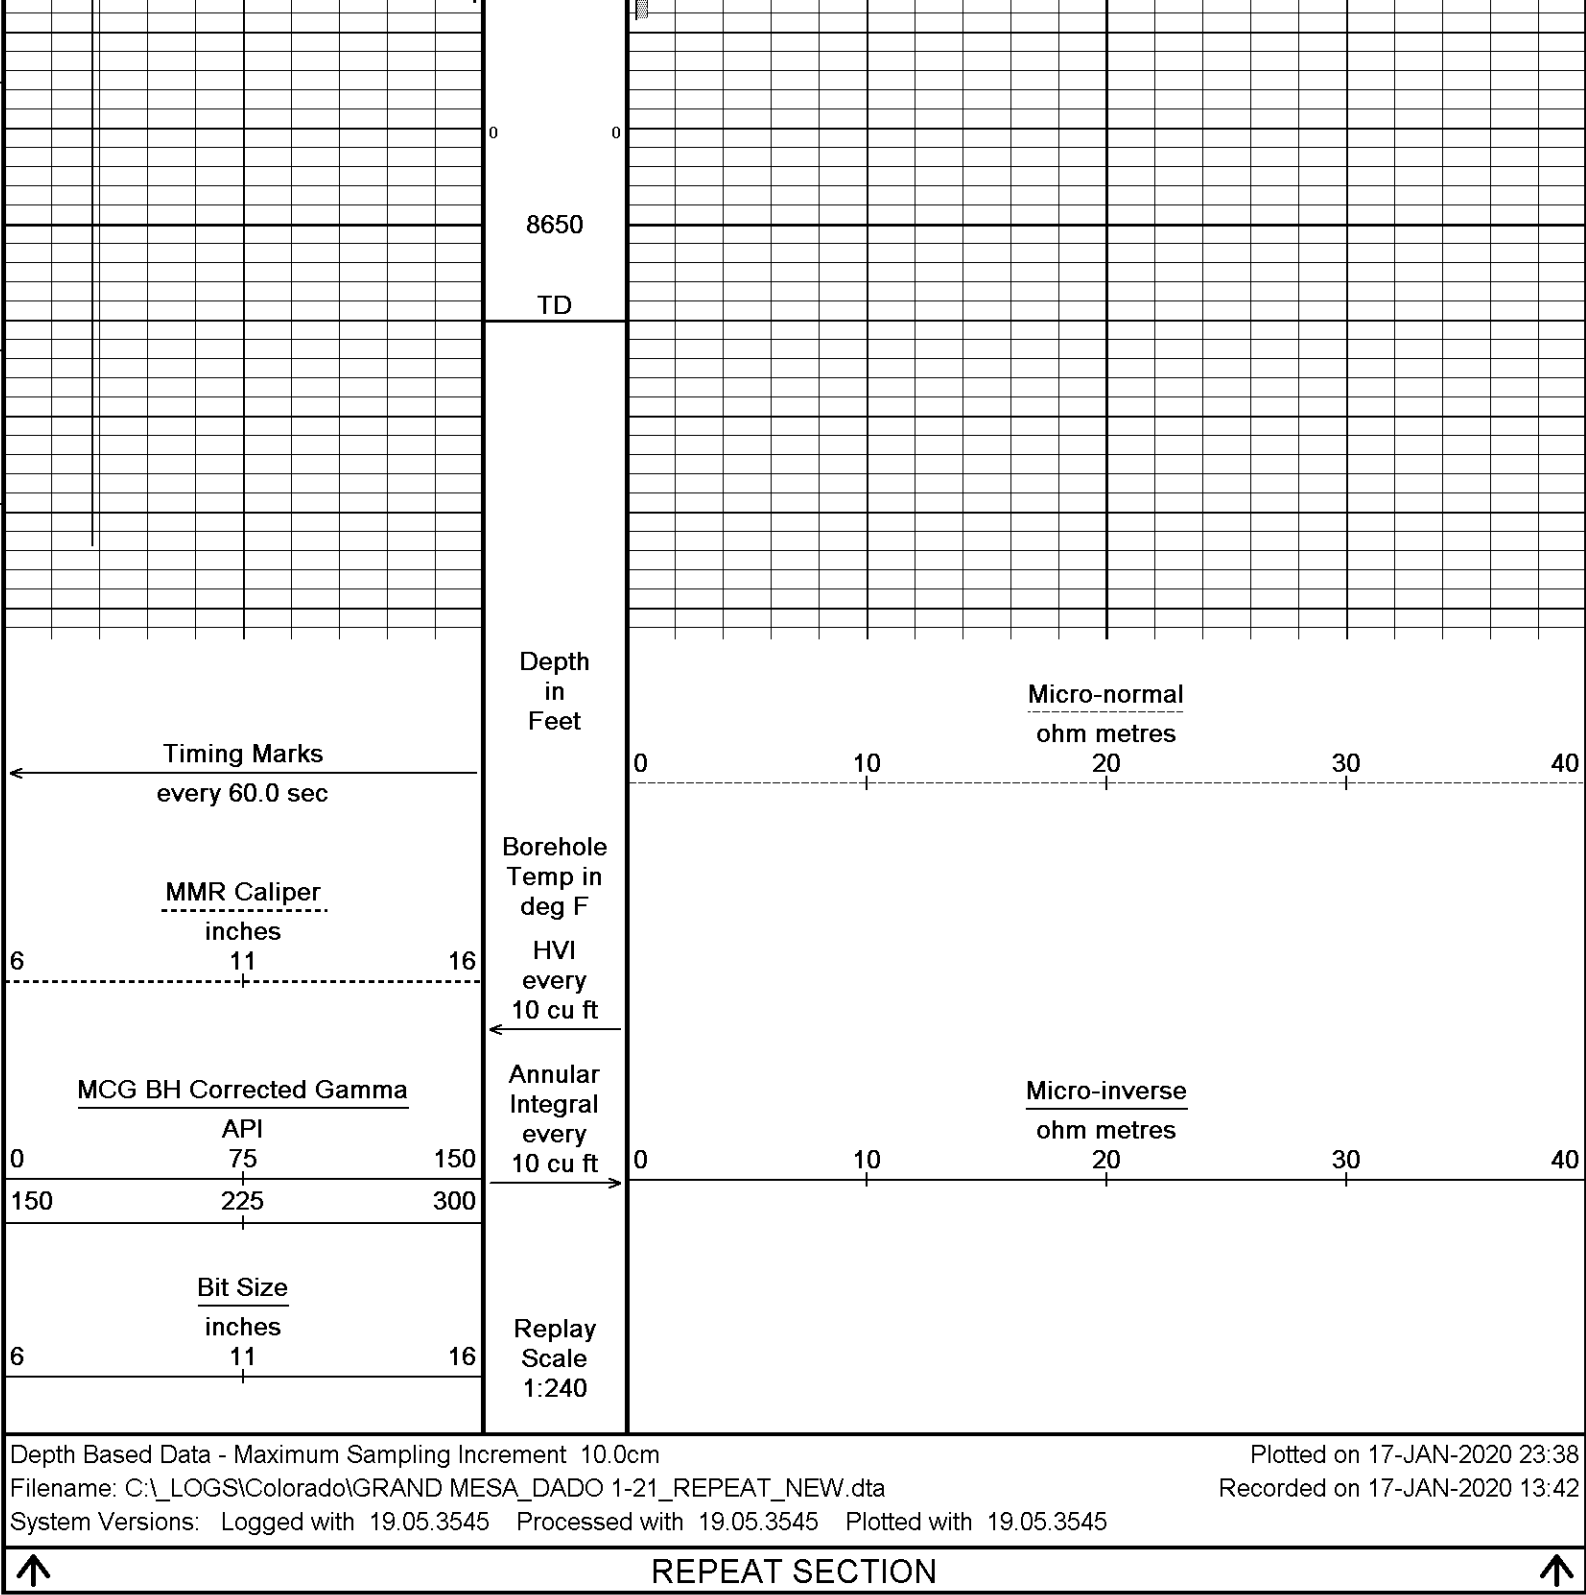 0 0
8650
TD
Depth
in
Feet
Timing Marks
every 60.0 sec
MMR Caliper
inches
6 11 16
MCG BH Corrected Gamma
API
0 75 150
150 225 300
Bit Size
inches
6 11 16
Borehole
Temp in
deg F
HVI
every
10 cu ft
Annular
Integral
every
10 cu ft
Replay
Scale
1:240
Micro-normal
ohm metres
0 10 20 30 40
Micro-inverse
ohm metres
0 10 20 30 40
Depth Based Data - Maximum Sampling Increment 10.0cm
Plotted on 17-JAN-2020 23:38
Filename: C:\_LOGS\Colorado\GRAND MESA_DADO 1-21_REPEAT_NEW.dta
Recorded on 17-JAN-2020 13:42
System Versions: Logged with 19.05.3545 Processed with 19.05.3545 Plotted with 19.05.3545
REPEAT SECTION